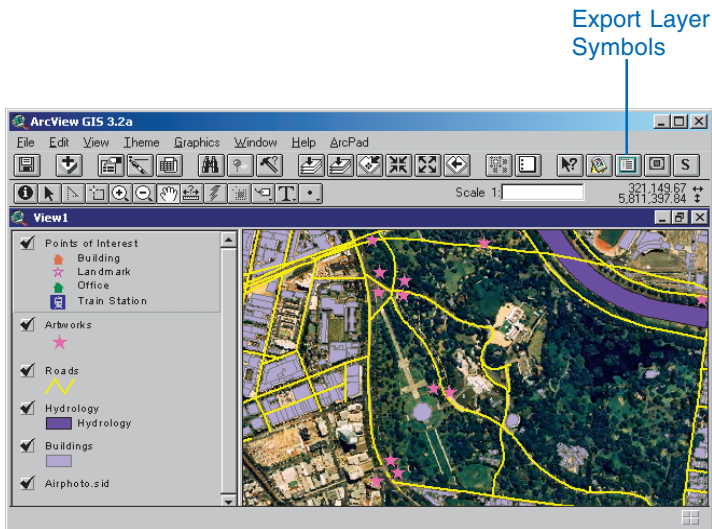 Export Layer
Symbols
ArcView GIS 3.2a
File Edit View Theme Graphics Window Help ArcPad
S
T
Scale 1:
321,149.67
5,811,397.84
View1
Points of Interest
Building
Landmark
Office
Train Station
Artworks
Roads
Hydrology
Hydrology
Buildings
Airphoto.sid